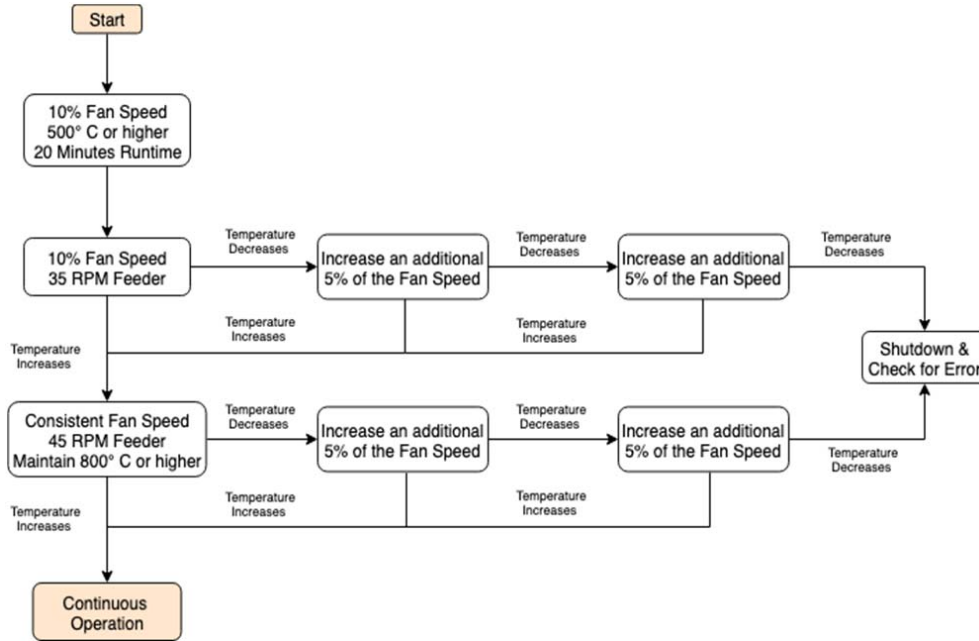 Start
10% Fan Speed
500° C or higher
20 Minutes Runtime
Temperature
Decreases
Temperature
Decreases
Temperature
Decreases
10% Fan Speed
35 RPM Feeder
Increase an additional
5% of the Fan Speed
Increase an additional
5% of the Fan Speed
Temperature
Increases
Temperature
Increases
Temperature
Increases
Shutdown &
Check for Error
Consistent Fan Speed
45 RPM Feeder
Maintain 800° C or higher
Temperature
Decreases
Increase an additional
5% of the Fan Speed
Temperature
Decreases
Increase an additional
5% of the Fan Speed
Temperature
Decreases
Temperature
Increases
Temperature
Increases
Temperature
Increases
Continuous
Operation